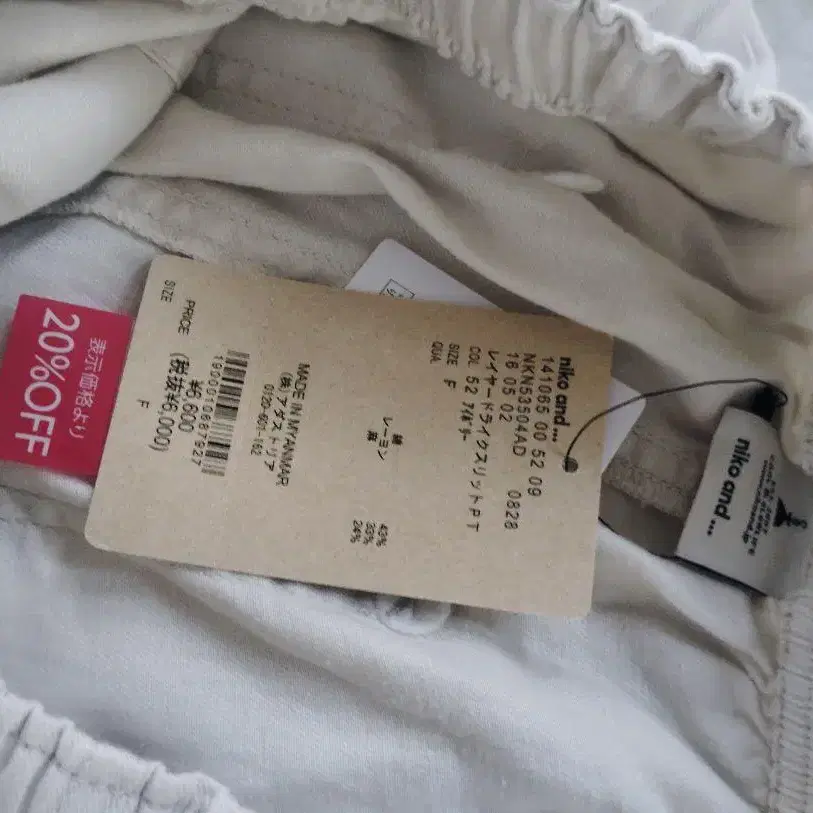 niko and...
141065 00 52 09
NKN53504AD 0828
16 05 02
レイヤードライクスリットPT
COL 52 アイボリー
SIZE F
QUA.
綿 43%
レーヨン 33%
麻 24%
MADE IN MYANMAR
(株)アダストリア
0120-601-162
PRICE ¥6,600
(税抜¥6,000)
SIZE F
表示価格より
20%OFF
niko and...